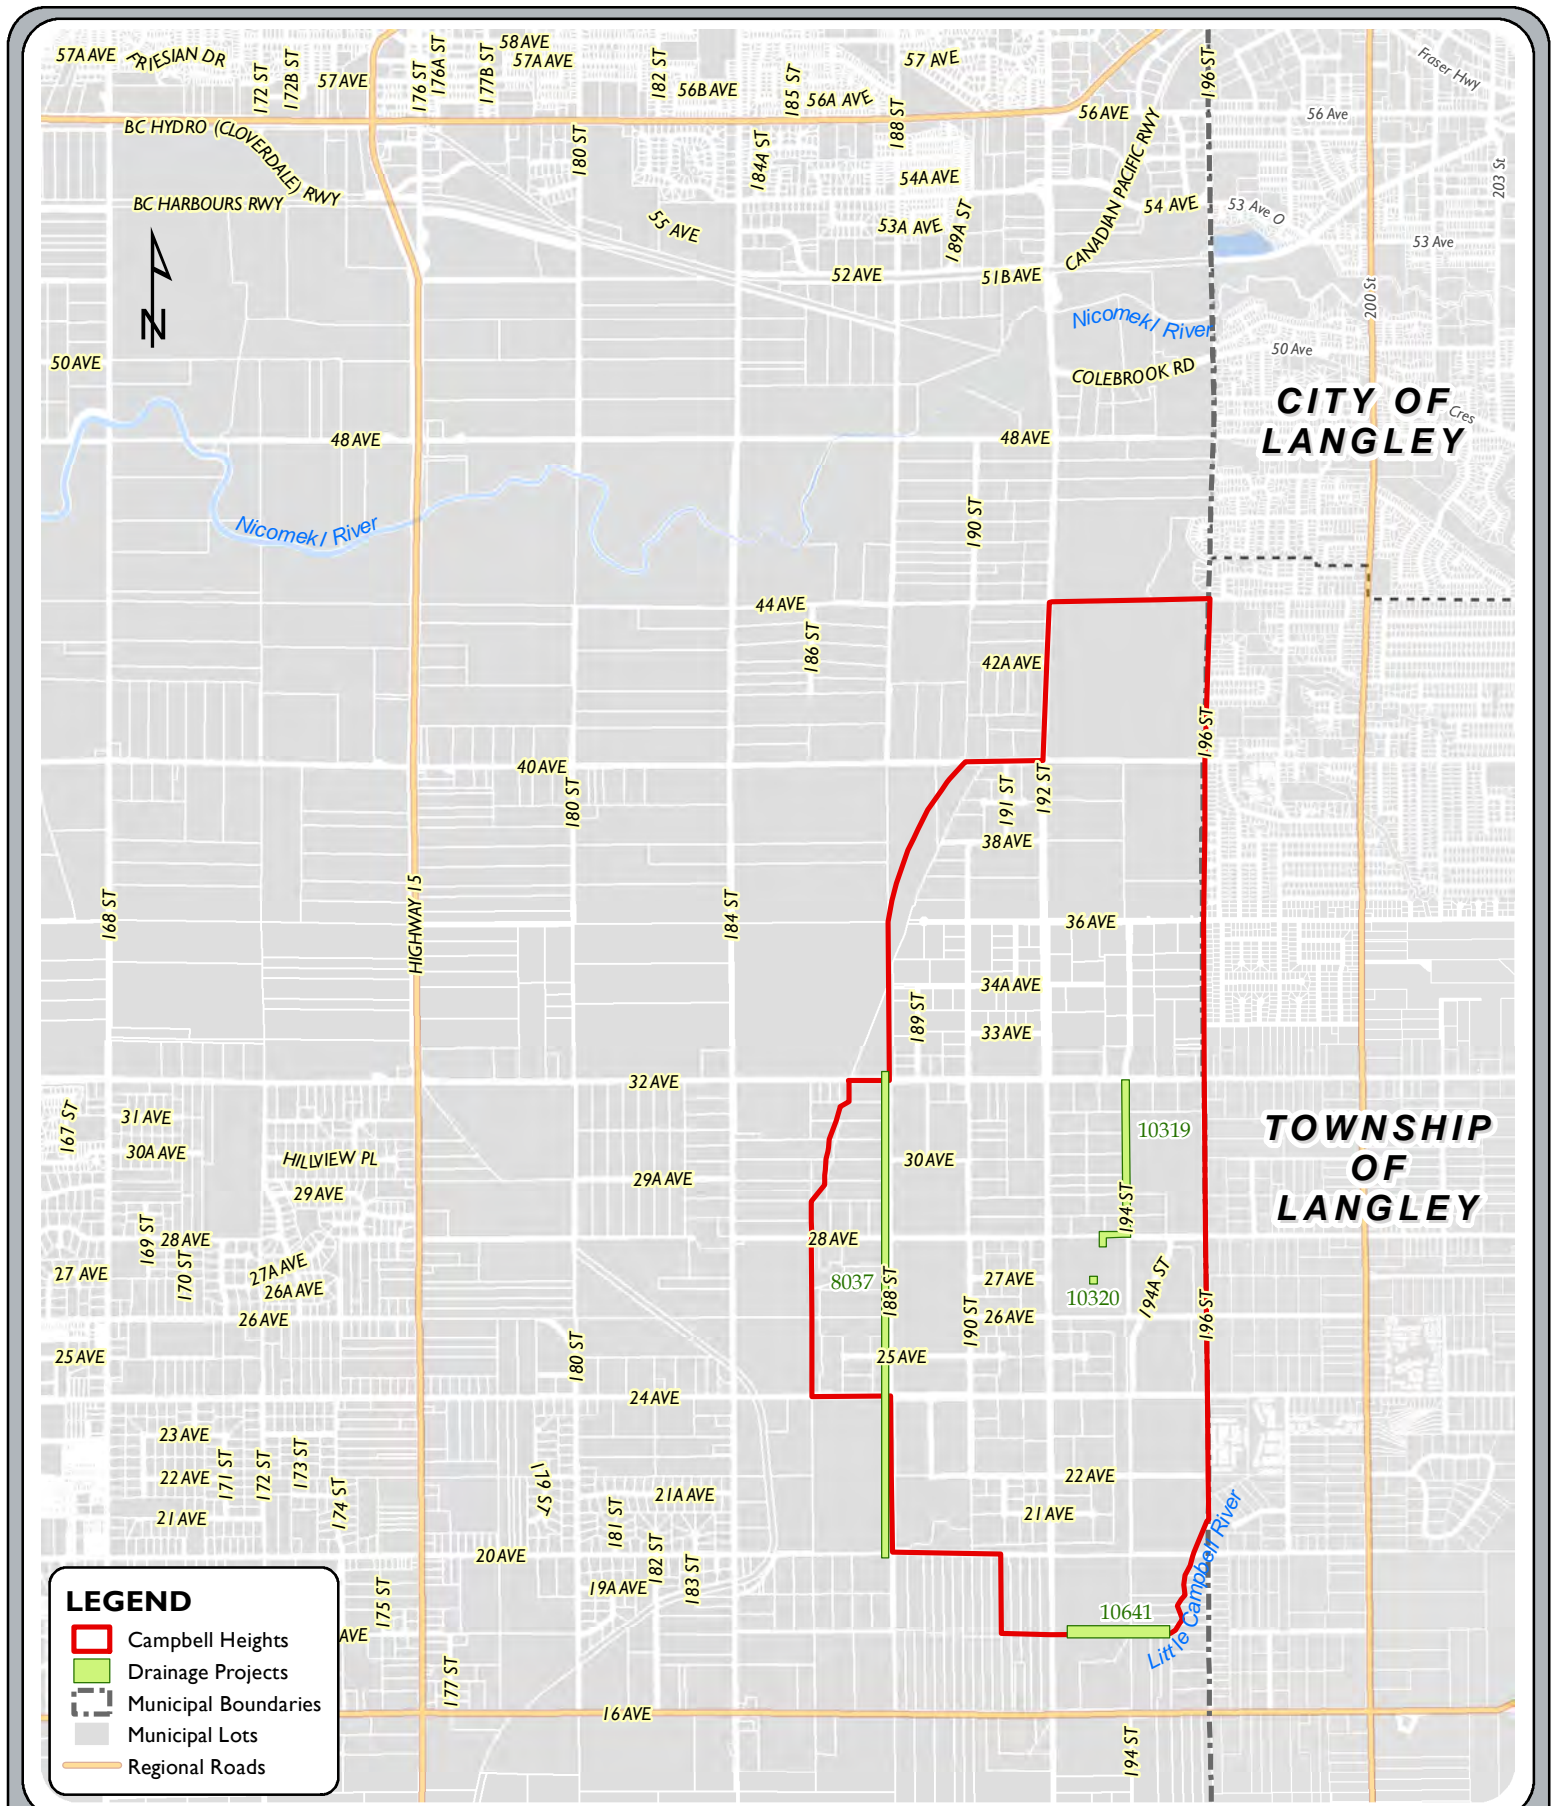 58 AVE
57A AVE
FRIESIAN DR
57A AVE
57 AVE
196 ST
Fraser Hwy
172 ST
172B ST
57 AVE
176 ST
176A ST
177B ST
182 ST
56B AVE
185 ST
56A AVE
188 ST
56 AVE
56 Ave
BC HYDRO (CLOVERDALE) RWY
180 ST
184A ST
CANADIAN PACIFIC RWY
54A AVE
203 St
BC HARBOURS RWY
54 AVE
53 Ave
55 AVE
53A AVE
189A ST
53 Ave
52 AVE
51B AVE
200 St
N
Nicomekl River
50 AVE
50 Ave
COLEBROOK RD
CITY OF
LANGLEY
Cres
48 AVE
48 AVE
Nicomekl River
190 ST
44 AVE
186 ST
42A AVE
196 ST
40 AVE
180 ST
191 ST
192 ST
38 AVE
168 ST
HIGHWAY 15
184 ST
36 AVE
34A AVE
189 ST
33 AVE
32 AVE
167 ST
31 AVE
10319
TOWNSHIP
OF
LANGLEY
30A AVE
HILLVIEW PL
30 AVE
29 AVE
29A AVE
194 ST
169 ST
28 AVE
28 AVE
27 AVE
170 ST
27A AVE
26A AVE
8037
188 ST
27 AVE
10320
194A ST
196 ST
26 AVE
190 ST
26 AVE
25 AVE
180 ST
25 AVE
24 AVE
23 AVE
22 AVE
171 ST
172 ST
173 ST
174 ST
179 ST
22 AVE
21A AVE
21 AVE
181 ST
21 AVE
20 AVE
182 ST
183 ST
19A AVE
175 ST
AVE
10641
Little Campbell River
177 ST
16 AVE
194 ST
LEGEND
Campbell Heights
Drainage Projects
Municipal Boundaries
Municipal Lots
Regional Roads